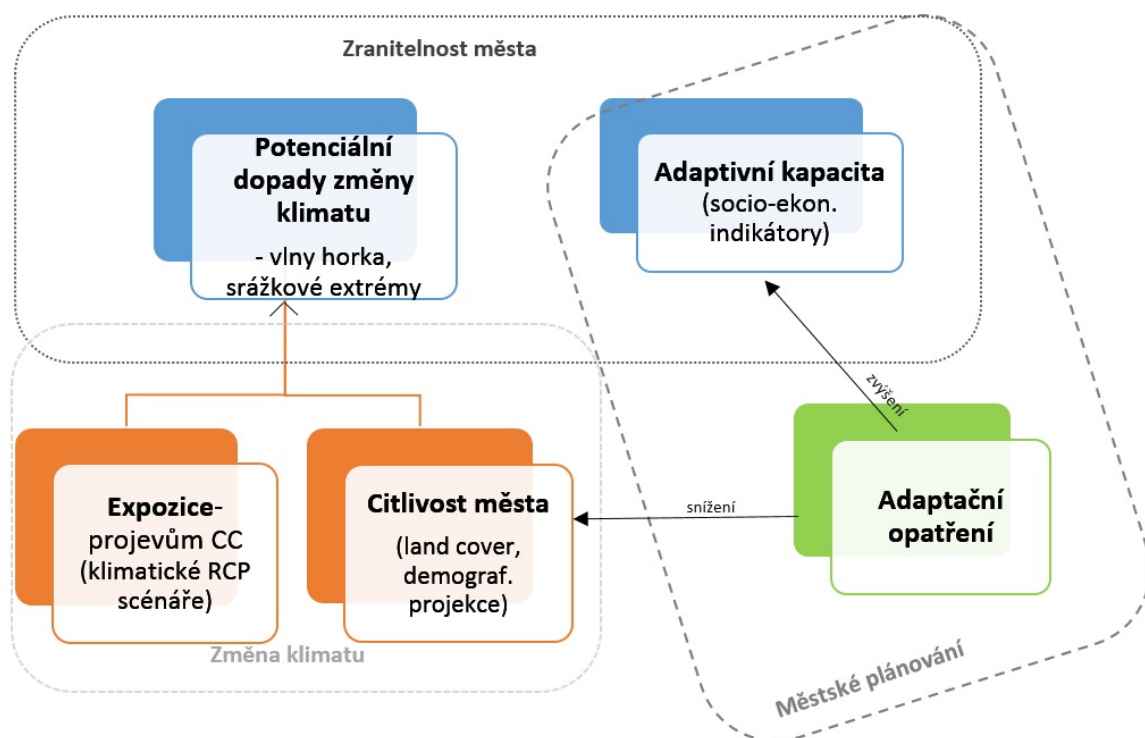 Zranitelnost města
Potenciální
dopady změny
klimatu
- vlny horka,
srážkové extrémy
Adaptivní kapacita
(socio-ekon.
indikátory)
zvýšení
Expozice-
projevům CC
(klimatické RCP
scénáře)
Citlivost města
(land cover,
demograf.
projekce)
snížení
Adaptační
opatření
Změna klimatu
Městské plánování